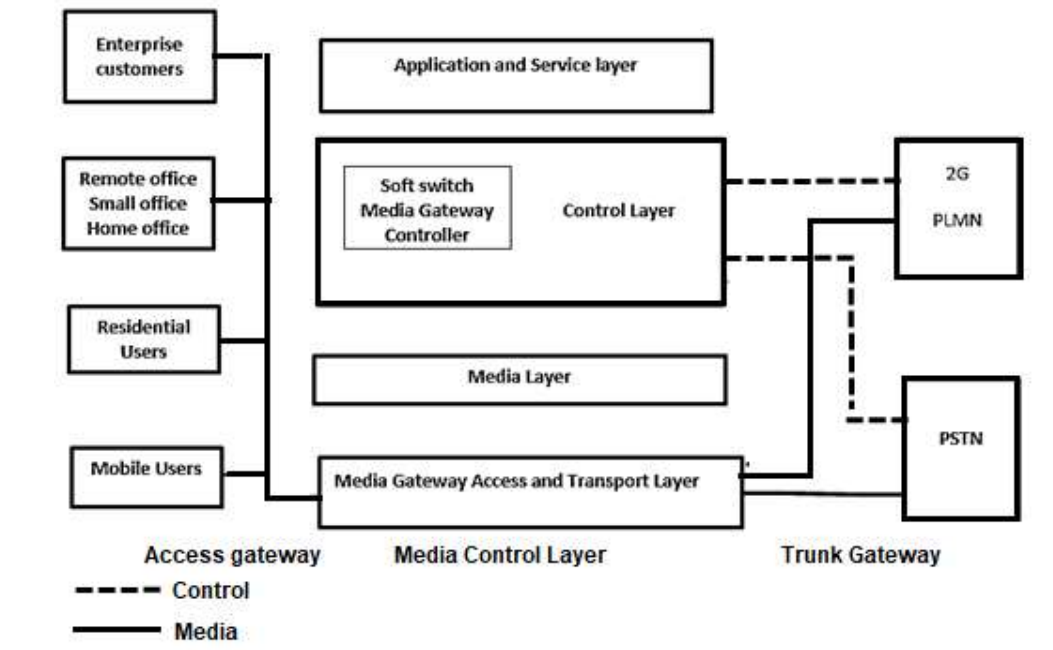 Enterprise
customers
Application and Service layer
Remote office
Small office
Home office
Soft switch
Media Gateway
Controller
Control Layer
2G
PLMN
Residential
Users
Media Layer
Mobile Users
Media Gateway Access and Transport Layer
PSTN
Access gateway
Media Control Layer
Trunk Gateway
Control
Media